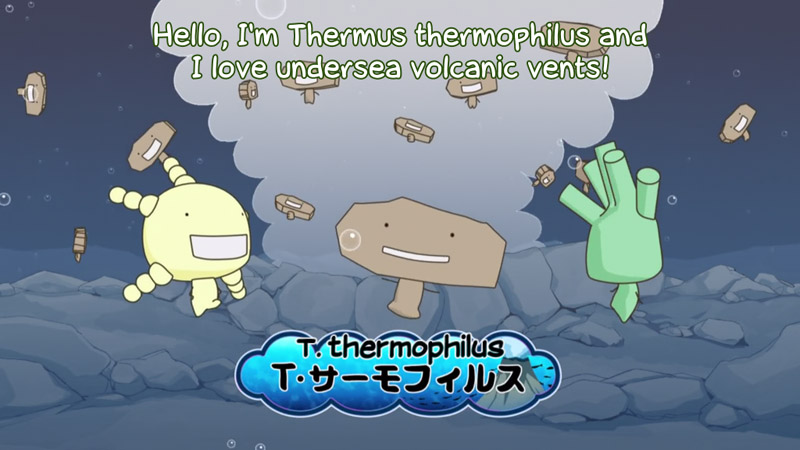 Hello, I'm Thermus thermophilus and
I love undersea volcanic vents!
T. thermophilus
T・サーモフィルス